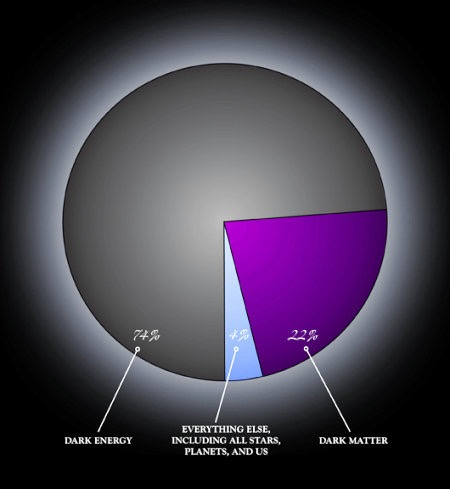 74%
4%
22%
DARK ENERGY
EVERYTHING ELSE,
INCLUDING ALL STARS,
PLANETS, AND US
DARK MATTER